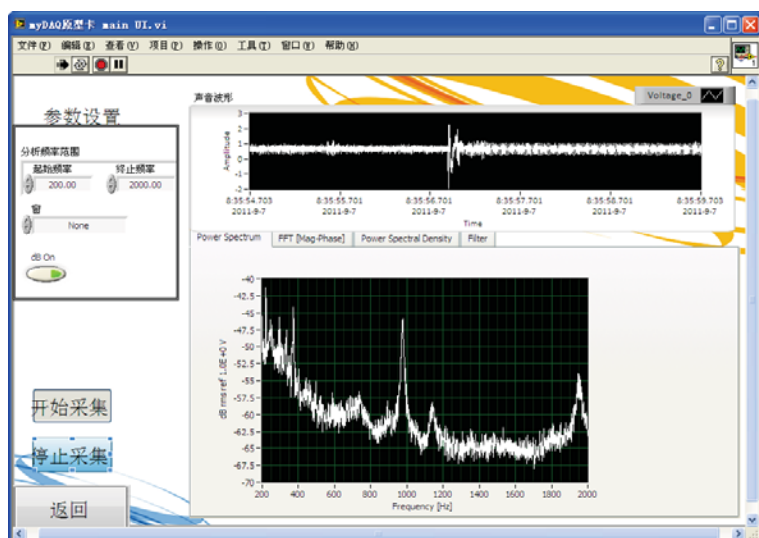 myDAQ原型卡 main UI.vi
文件(F) 编辑(E) 查看(V) 项目(P) 操作(O) 工具(T) 窗口(W) 帮助(H)
参数设置
分析频率范围
起始频率 终止频率
200.00 2000.00
窗
None
dB On
开始采集
停止采集
返回
声音波形
Voltage_0
Amplitude
3
2
1
0
-1
-2
8:35:54.703 8:35:55.701 8:35:56.701 8:35:57.701 8:35:58.701 8:35:59.703
2011-9-7 2011-9-7 2011-9-7 2011-9-7 2011-9-7 2011-9-7
Time
Power Spectrum FFT [Mag-Phase] Power Spectral Density Filter
dB rms ref 1.0E+0 V
-40
-42.5
-45
-47.5
-50
-52.5
-55
-57.5
-60
-62.5
-65
-67.5
-70
200 400 600 800 1000 1200 1400 1600 1800 2000
Frequency [Hz]